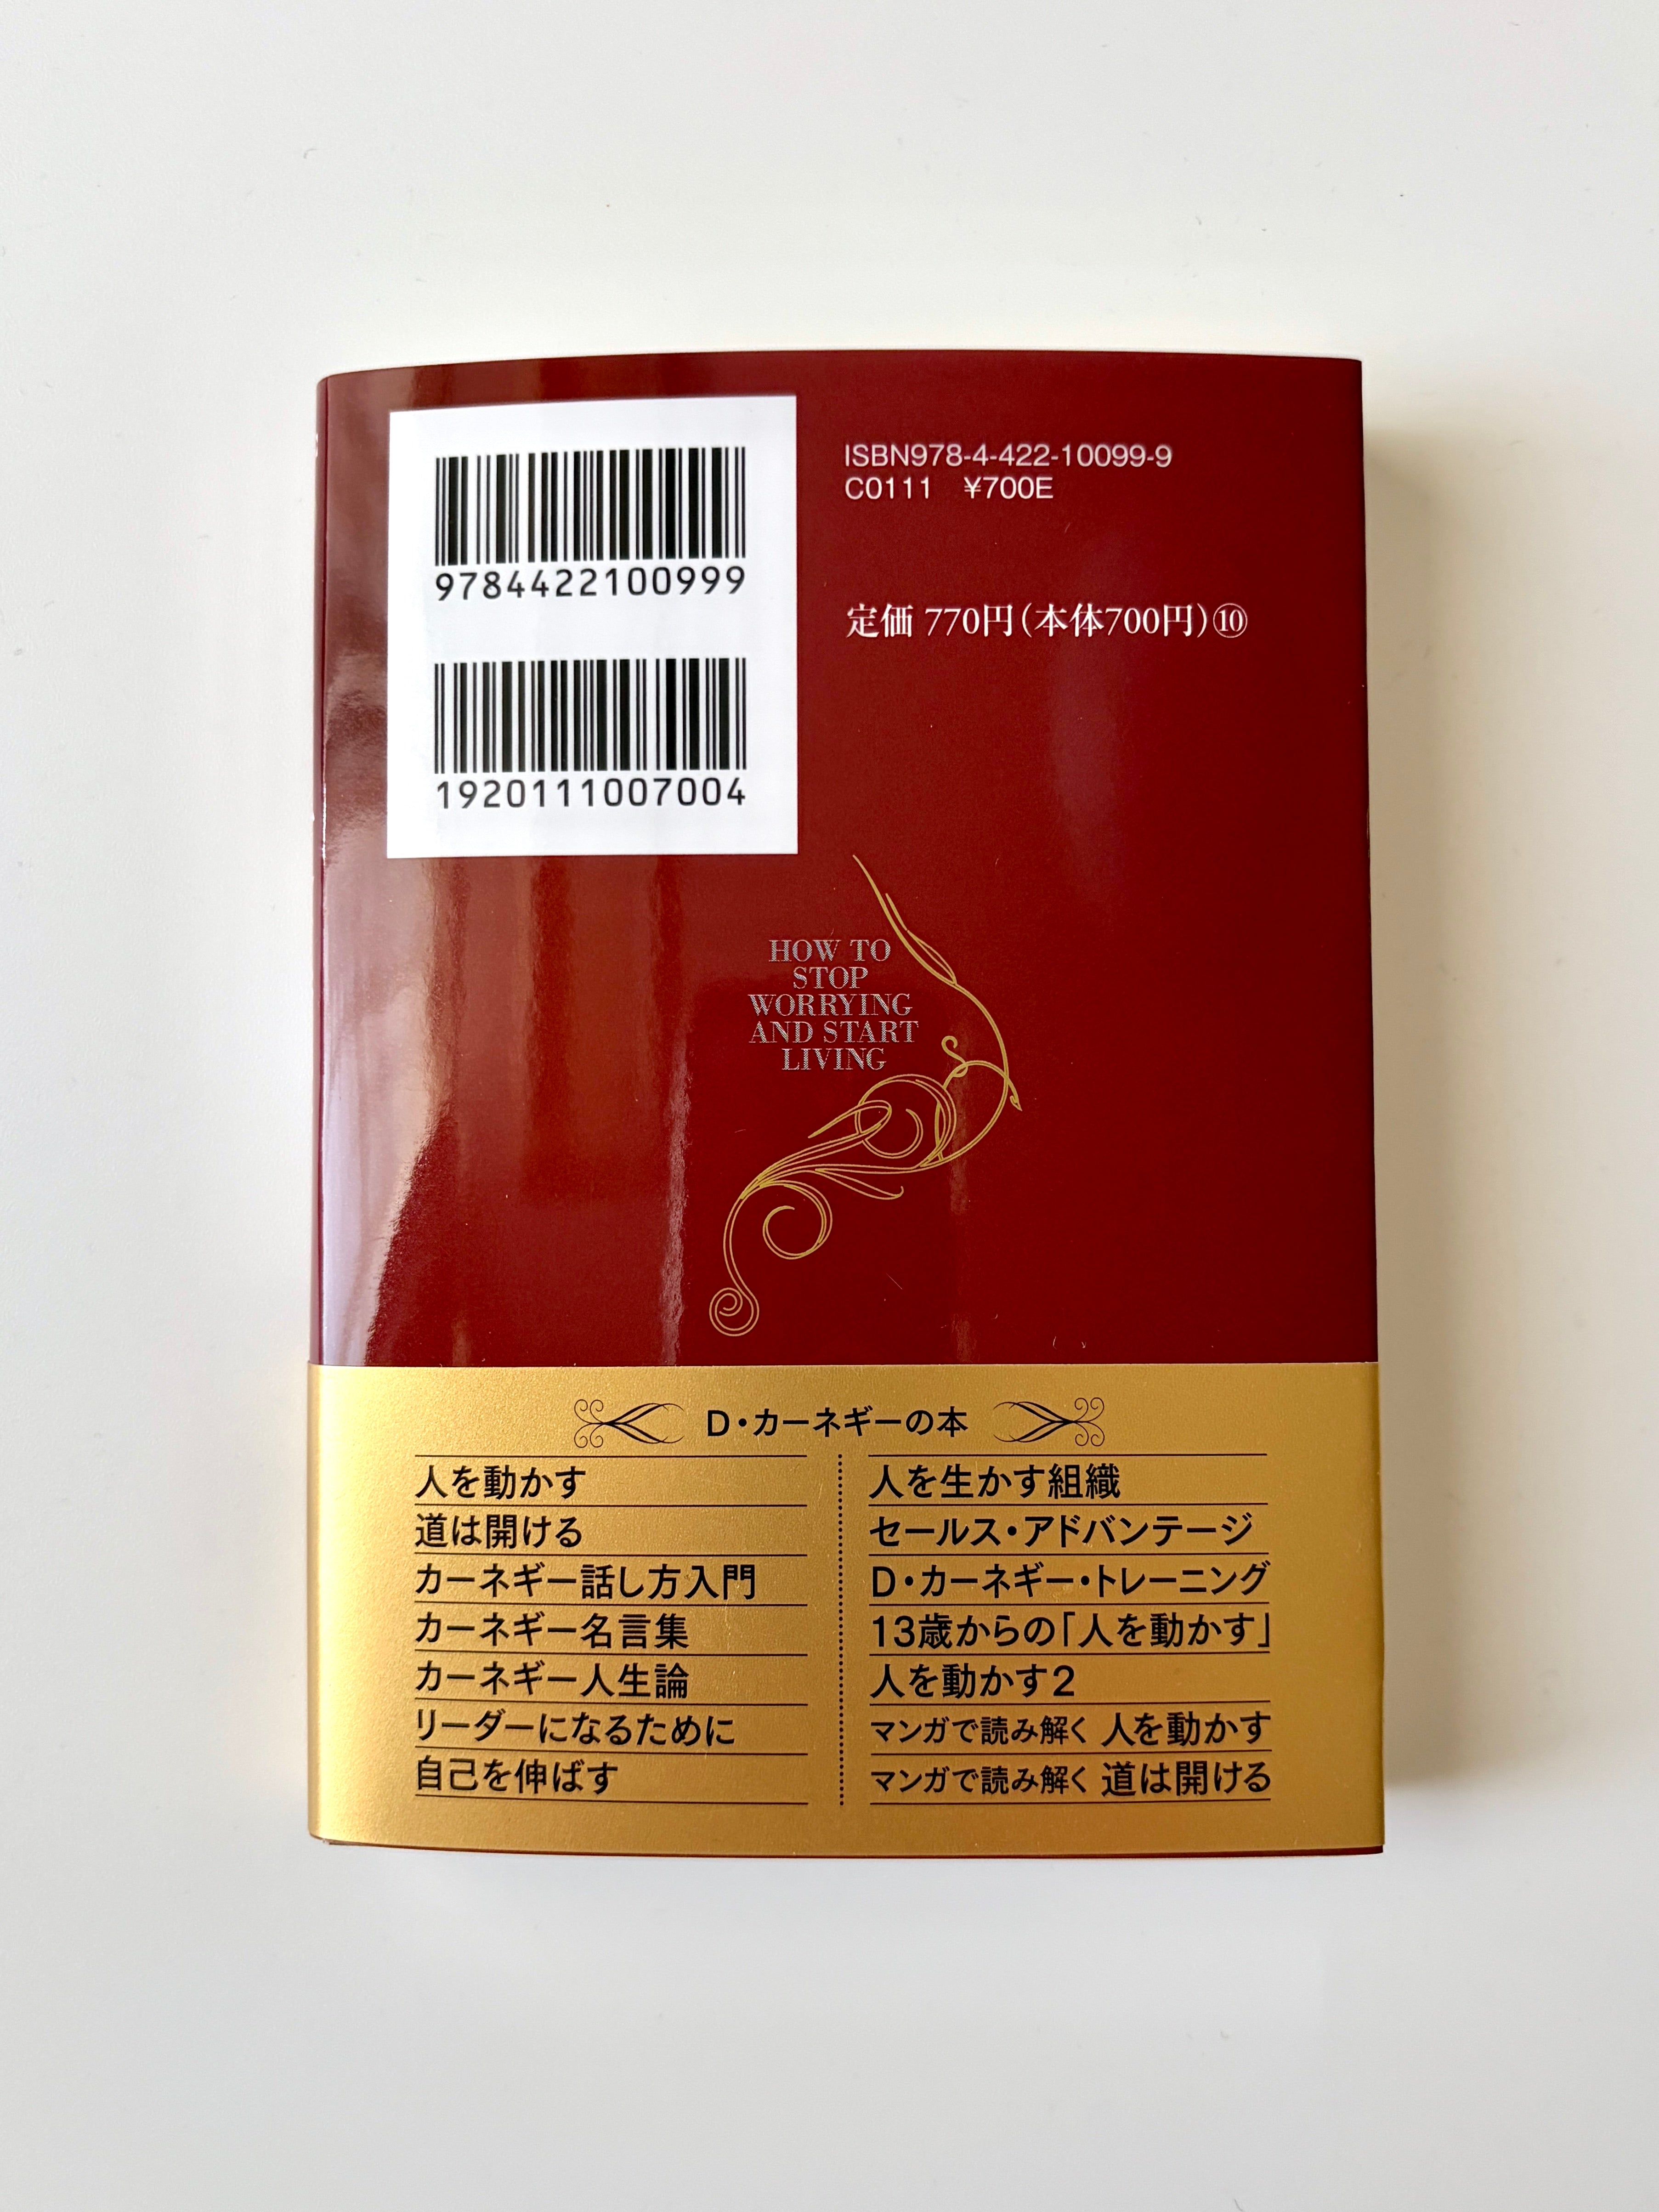 9784422100999
1920111007004
ISBN978-4-422-10099-9
C0111 ¥700E
定価 770円(本体700円)⑩
HOW TO
STOP
WORRYING
AND START
LIVING
D・カーネギーの本
人を動かす
道は開ける
カーネギー話し方入門
カーネギー名言集
カーネギー人生論
リーダーになるために
自己を伸ばす
人を生かす組織
セールス・アドバンテージ
D・カーネギー・トレーニング
13歳からの「人を動かす」
人を動かす2
マンガで読み解く 人を動かす
マンガで読み解く 道は開ける